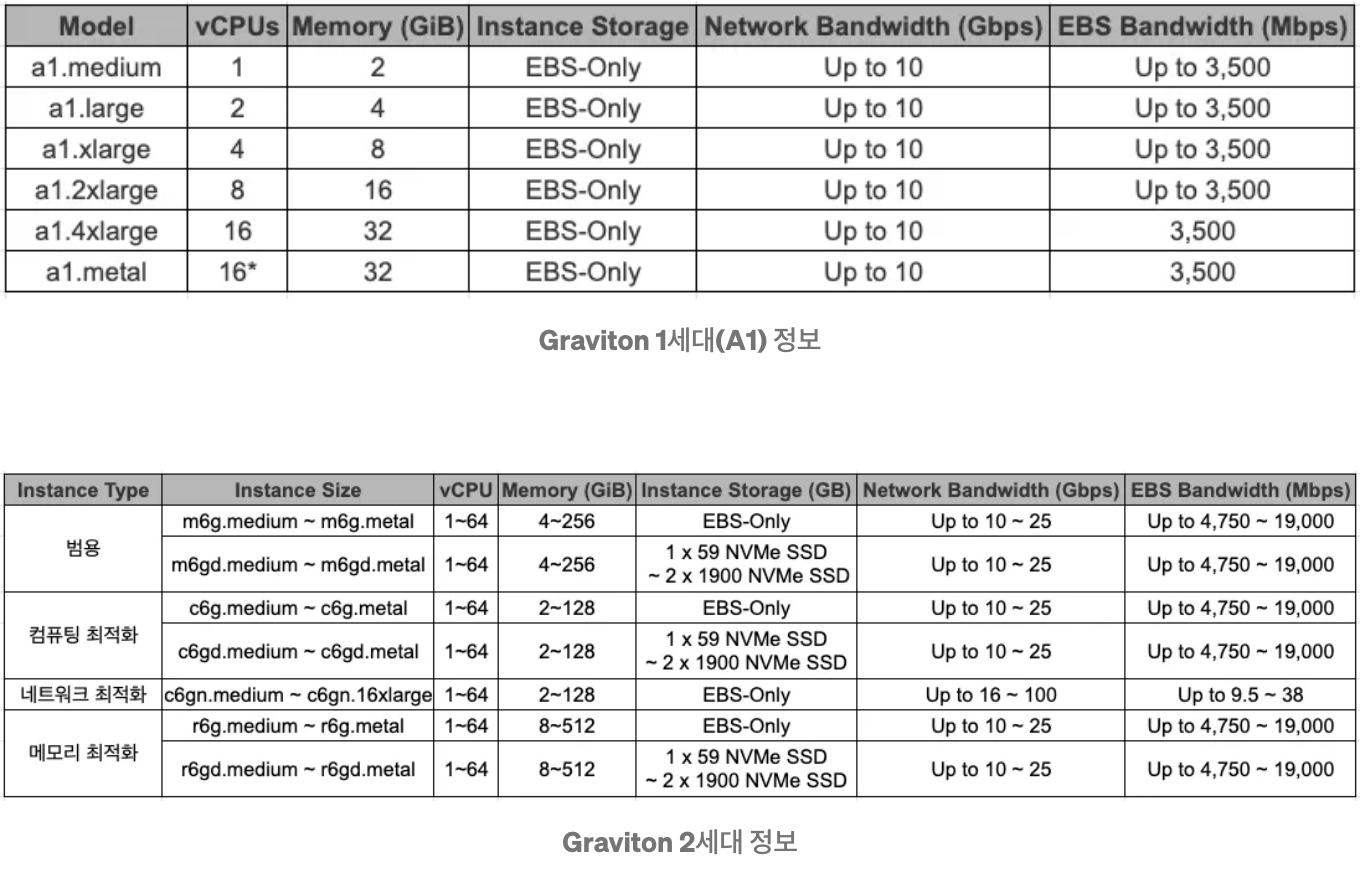 Model vCPUs Memory (GiB) Instance Storage Network Bandwidth (Gbps) EBS Bandwidth (Mbps)
a1.medium 1 2 EBS-Only Up to 10 Up to 3,500
a1.large 2 4 EBS-Only Up to 10 Up to 3,500
a1.xlarge 4 8 EBS-Only Up to 10 Up to 3,500
a1.2xlarge 8 16 EBS-Only Up to 10 Up to 3,500
a1.4xlarge 16 32 EBS-Only Up to 10 3,500
a1.metal 16* 32 EBS-Only Up to 10 3,500
Graviton 1세대(A1) 정보
Instance Type Instance Size vCPU Memory (GiB) Instance Storage (GB) Network Bandwidth (Gbps) EBS Bandwidth (Mbps)
범용
m6g.medium ~ m6g.metal 1~64 4~256 EBS-Only Up to 10 ~ 25 Up to 4,750 ~ 19,000
m6gd.medium ~ m6gd.metal 1~64 4~256 1 x 59 NVMe SSD
~ 2 x 1900 NVMe SSD Up to 10 ~ 25 Up to 4,750 ~ 19,000
컴퓨팅 최적화
c6g.medium ~ c6g.metal 1~64 2~128 EBS-Only Up to 10 ~ 25 Up to 4,750 ~ 19,000
c6gd.medium ~ c6gd.metal 1~64 2~128 1 x 59 NVMe SSD
~ 2 x 1900 NVMe SSD Up to 10 ~ 25 Up to 4,750 ~ 19,000
네트워크 최적화 c6gn.medium ~ c6gn.16xlarge 1~64 2~128 EBS-Only Up to 16 ~ 100 Up to 9.5 ~ 38
메모리 최적화
r6g.medium ~ r6g.metal 1~64 8~512 EBS-Only Up to 10 ~ 25 Up to 4,750 ~ 19,000
r6gd.medium ~ r6gd.metal 1~64 8~512 1 x 59 NVMe SSD
~ 2 x 1900 NVMe SSD Up to 10 ~ 25 Up to 4,750 ~ 19,000
Graviton 2세대 정보